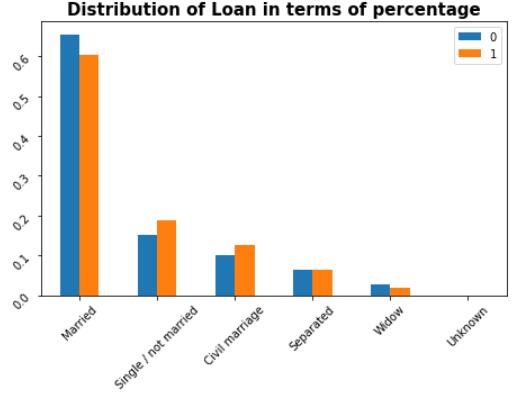 Distribution of Loan in terms of percentage
0
1
0.6
0.5
0.4
0.3
0.2
0.1
0.0
Married
Single / not married
Civil marriage
Separated
Widow
Unknown